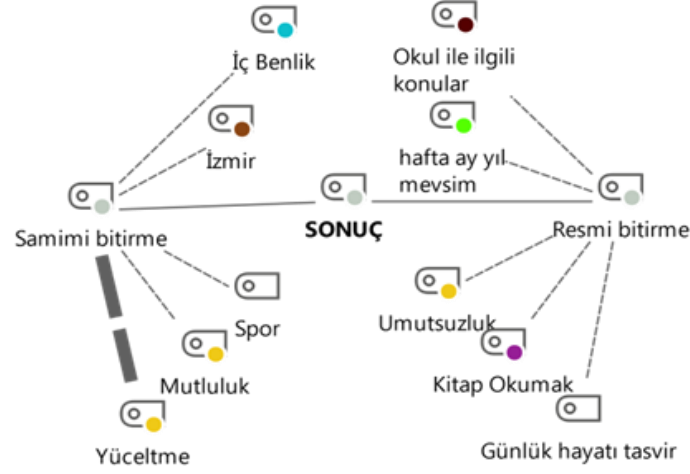 İç Benlik
Okul ile ilgili
konular
İzmir
hafta ay yıl
mevsim
Samimi bitirme
SONUÇ
Resmi bitirme
Spor
Umutsuzluk
Mutluluk
Kitap Okumak
Yüceltme
Günlük hayatı tasvir